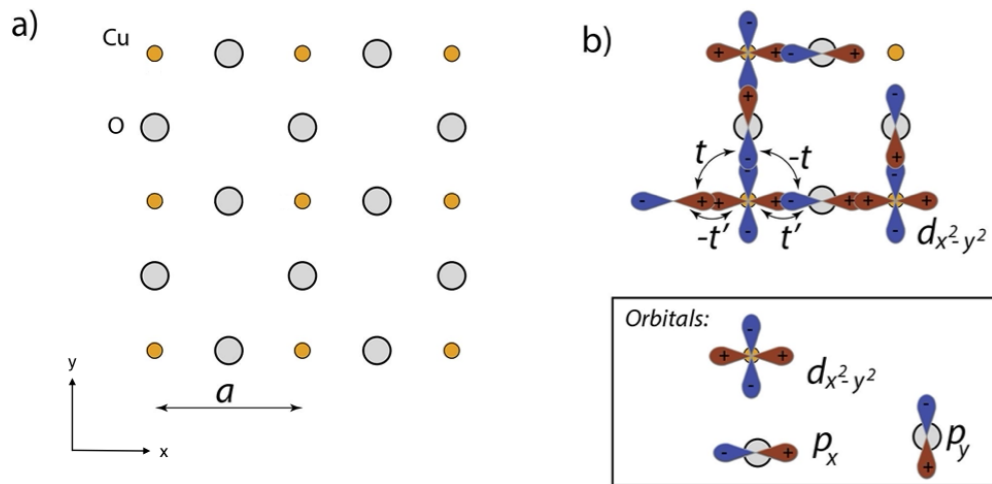 a)
Cu
O
a
y
x
b)
- + - +
+ -
- +
t -t
- + + - - + + + -
-t' t'
d_{x²-y²}
Orbitals:
- + + -
d_{x²-y²}
- +
p_x
- +
p_y